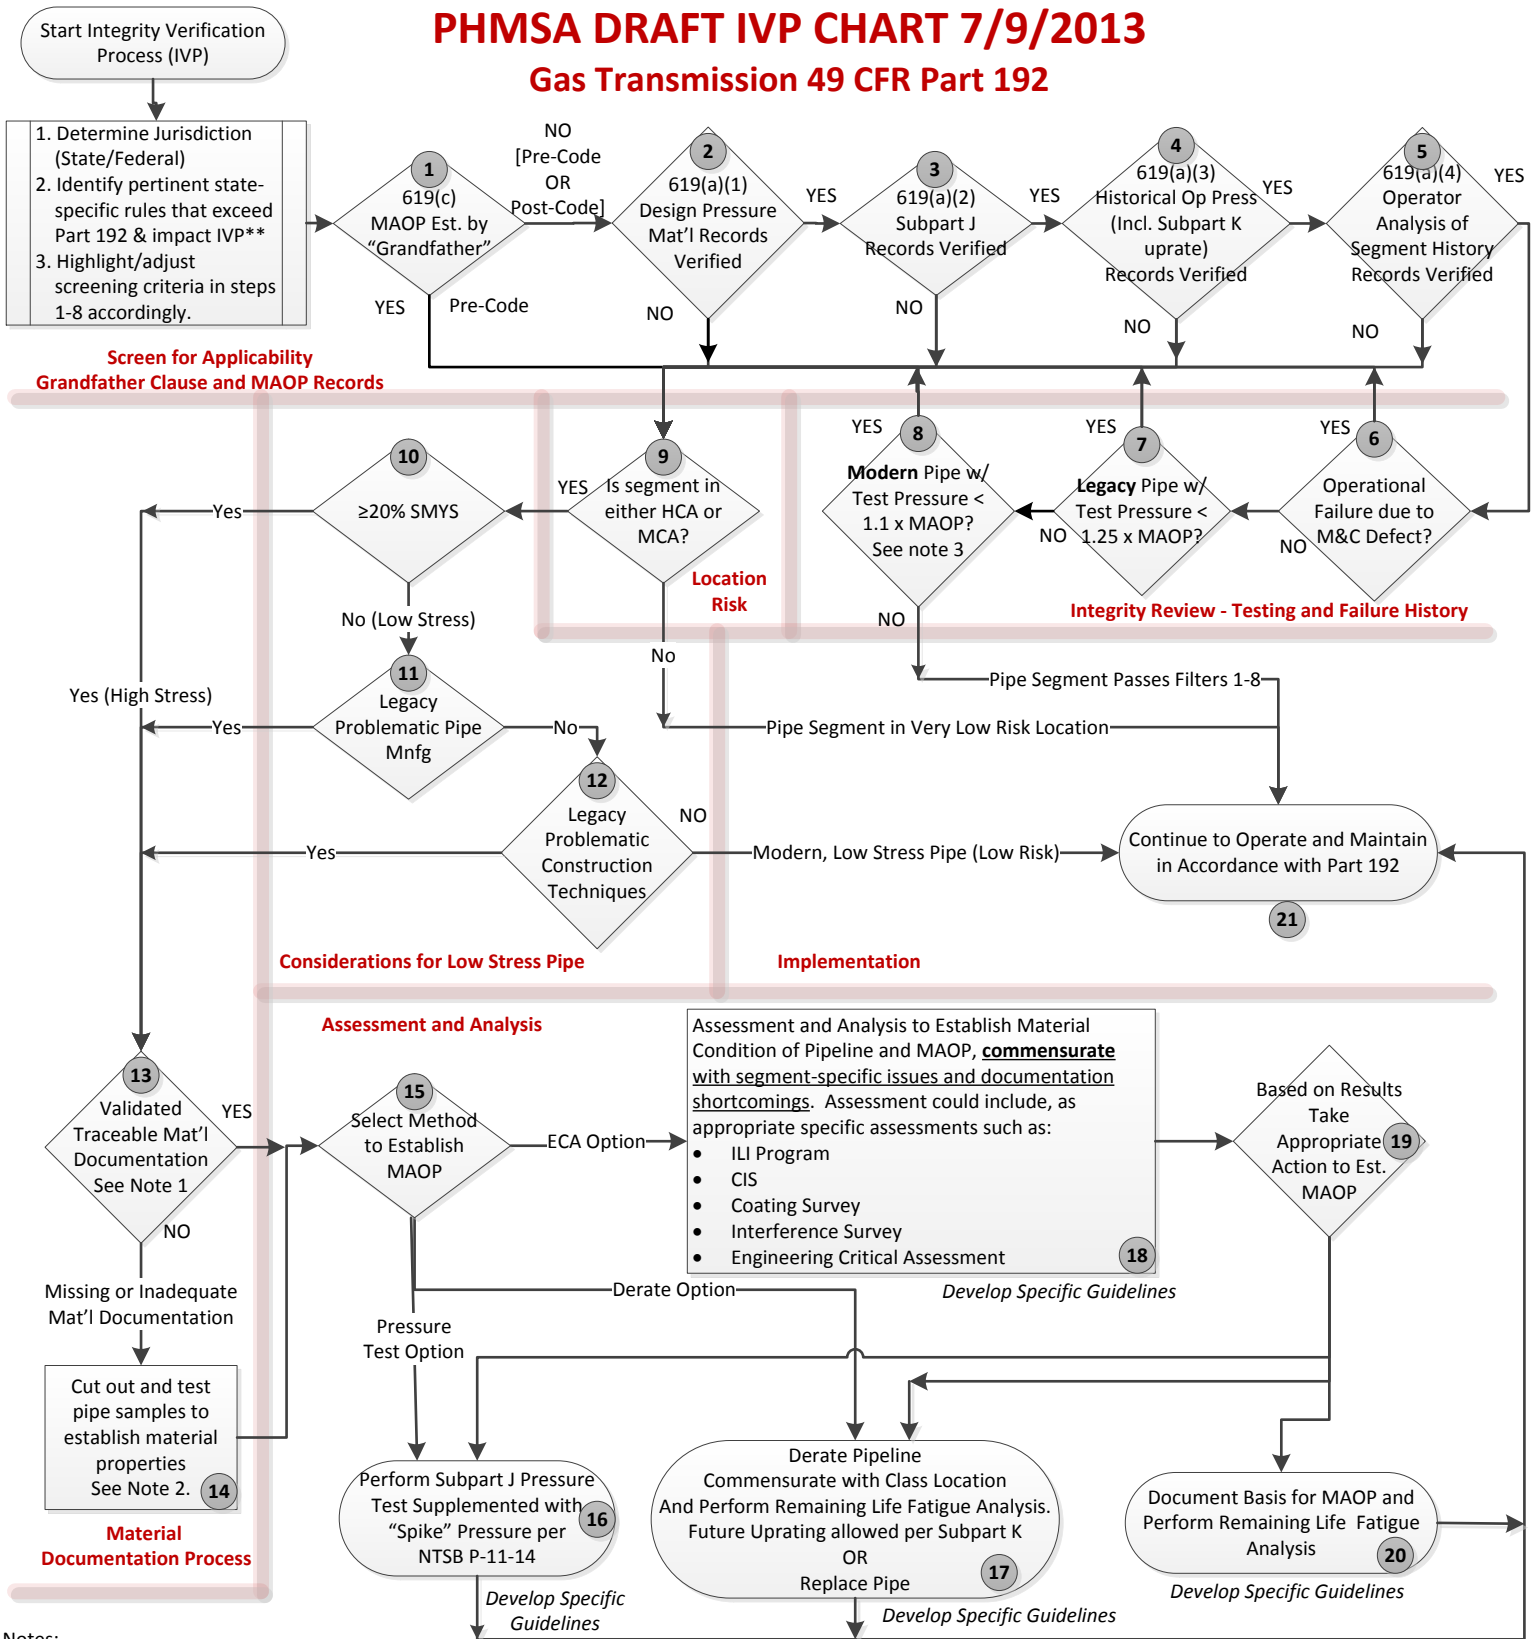 PHMSA DRAFT IVP CHART 7/9/2013
Gas Transmission 49 CFR Part 192
Start Integrity Verification
Process (IVP)
1. Determine Jurisdiction
(State/Federal)
2. Identify pertinent state-
specific rules that exceed
Part 192 & impact IVP**
3. Highlight/adjust
screening criteria in steps
1-8 accordingly.
1
619(c)
MAOP Est. by
“Grandfather”
NO
[Pre-Code
OR
Post-Code]
YES
Pre-Code
2
619(a)(1)
Design Pressure
Mat’l Records
Verified
YES
NO
3
619(a)(2)
Subpart J
Records Verified
YES
NO
4
619(a)(3)
Historical Op Press
(Incl. Subpart K
uprate)
Records Verified
YES
NO
5
619(a)(4)
Operator
Analysis of
Segment History
Records Verified
YES
NO
Screen for Applicability
Grandfather Clause and MAOP Records
10
≥20% SMYS
Yes
No (Low Stress)
YES
9
Is segment in
either HCA or
MCA?
No
Location
Risk
YES
8
Modern Pipe w/
Test Pressure <
1.1 x MAOP?
See note 3
NO
YES
7
Legacy Pipe w/
Test Pressure <
1.25 x MAOP?
NO
YES
6
Operational
Failure due to
M&C Defect?
NO
Integrity Review - Testing and Failure History
11
Legacy
Problematic Pipe
Mnfg
Yes (High Stress)
Yes
No
Pipe Segment Passes Filters 1-8
Pipe Segment in Very Low Risk Location
12
Legacy
Problematic
Construction
Techniques
Yes
NO
Modern, Low Stress Pipe (Low Risk)
Continue to Operate and Maintain
in Accordance with Part 192
21
Considerations for Low Stress Pipe
Implementation
Assessment and Analysis
13
Validated
Traceable Mat’l
Documentation
See Note 1
YES
NO
Missing or Inadequate
Mat’l Documentation
Cut out and test
pipe samples to
establish material
properties
See Note 2.
14
Material
Documentation Process
15
Select Method
to Establish
MAOP
ECA Option
Derate Option
Pressure
Test Option
Assessment and Analysis to Establish Material
Condition of Pipeline and MAOP, commensurate
with segment-specific issues and documentation
shortcomings. Assessment could include, as
appropriate specific assessments such as:
• ILI Program
• CIS
• Coating Survey
• Interference Survey
• Engineering Critical Assessment
18
Develop Specific Guidelines
Based on Results
Take
Appropriate
Action to Est.
MAOP
19
Perform Subpart J Pressure
Test Supplemented with
“Spike” Pressure per
NTSB P-11-14
16
Develop Specific
Guidelines
Derate Pipeline
Commensurate with Class Location
And Perform Remaining Life Fatigue Analysis.
Future Uprating allowed per Subpart K
OR
Replace Pipe
17
Develop Specific Guidelines
Document Basis for MAOP and
Perform Remaining Life Fatigue
Analysis
20
Develop Specific Guidelines
Notes: